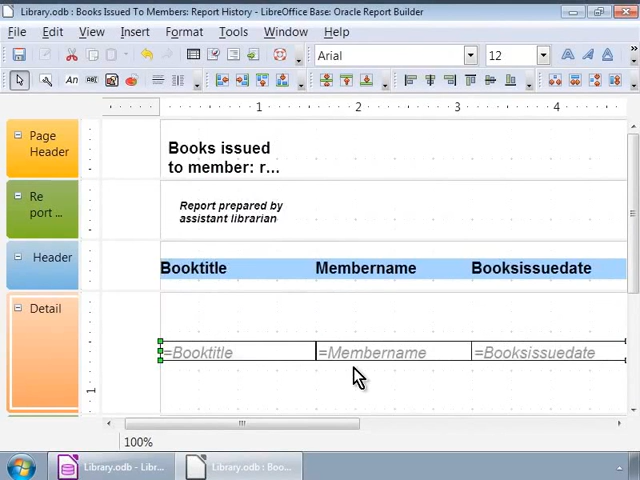 Library.odb : Books Issued To Members: Report History - LibreOffice Base: Oracle Report Builder
File Edit View Insert Format Tools Window Help
Arial 12
1 2 3 4
Page Header
Books issued
to member: r...
Re port ...
Report prepared by
assistant librarian
Header
Booktitle Membername Booksissuedate
Detail
=Booktitle =Membername =Booksissuedate
1
100%
Library.odb - Libr... Library.odb : Boo...